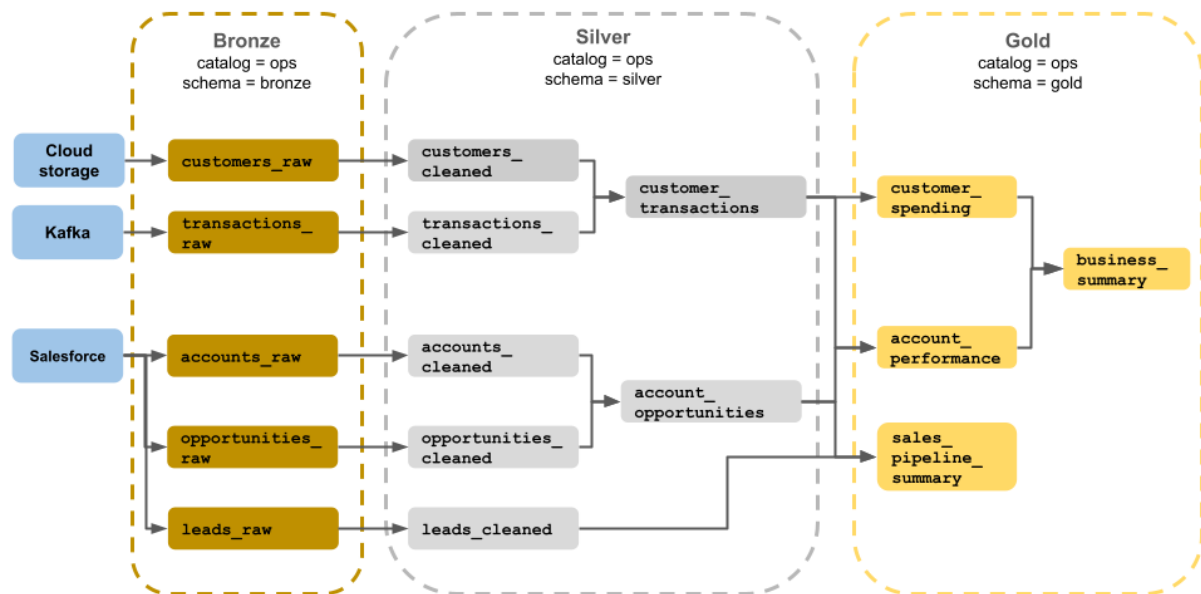 Bronze
catalog = ops
schema = bronze
Silver
catalog = ops
schema = silver
Gold
catalog = ops
schema = gold
Cloud
storage
customers_raw
customers_
cleaned
customer_
transactions
customer_
spending
Kafka
transactions_
raw
transactions_
cleaned
business_
summary
Salesforce
accounts_raw
accounts_
cleaned
account_
opportunities
account_
performance
opportunities_
raw
opportunities_
cleaned
sales_
pipeline_
summary
leads_raw
leads_cleaned